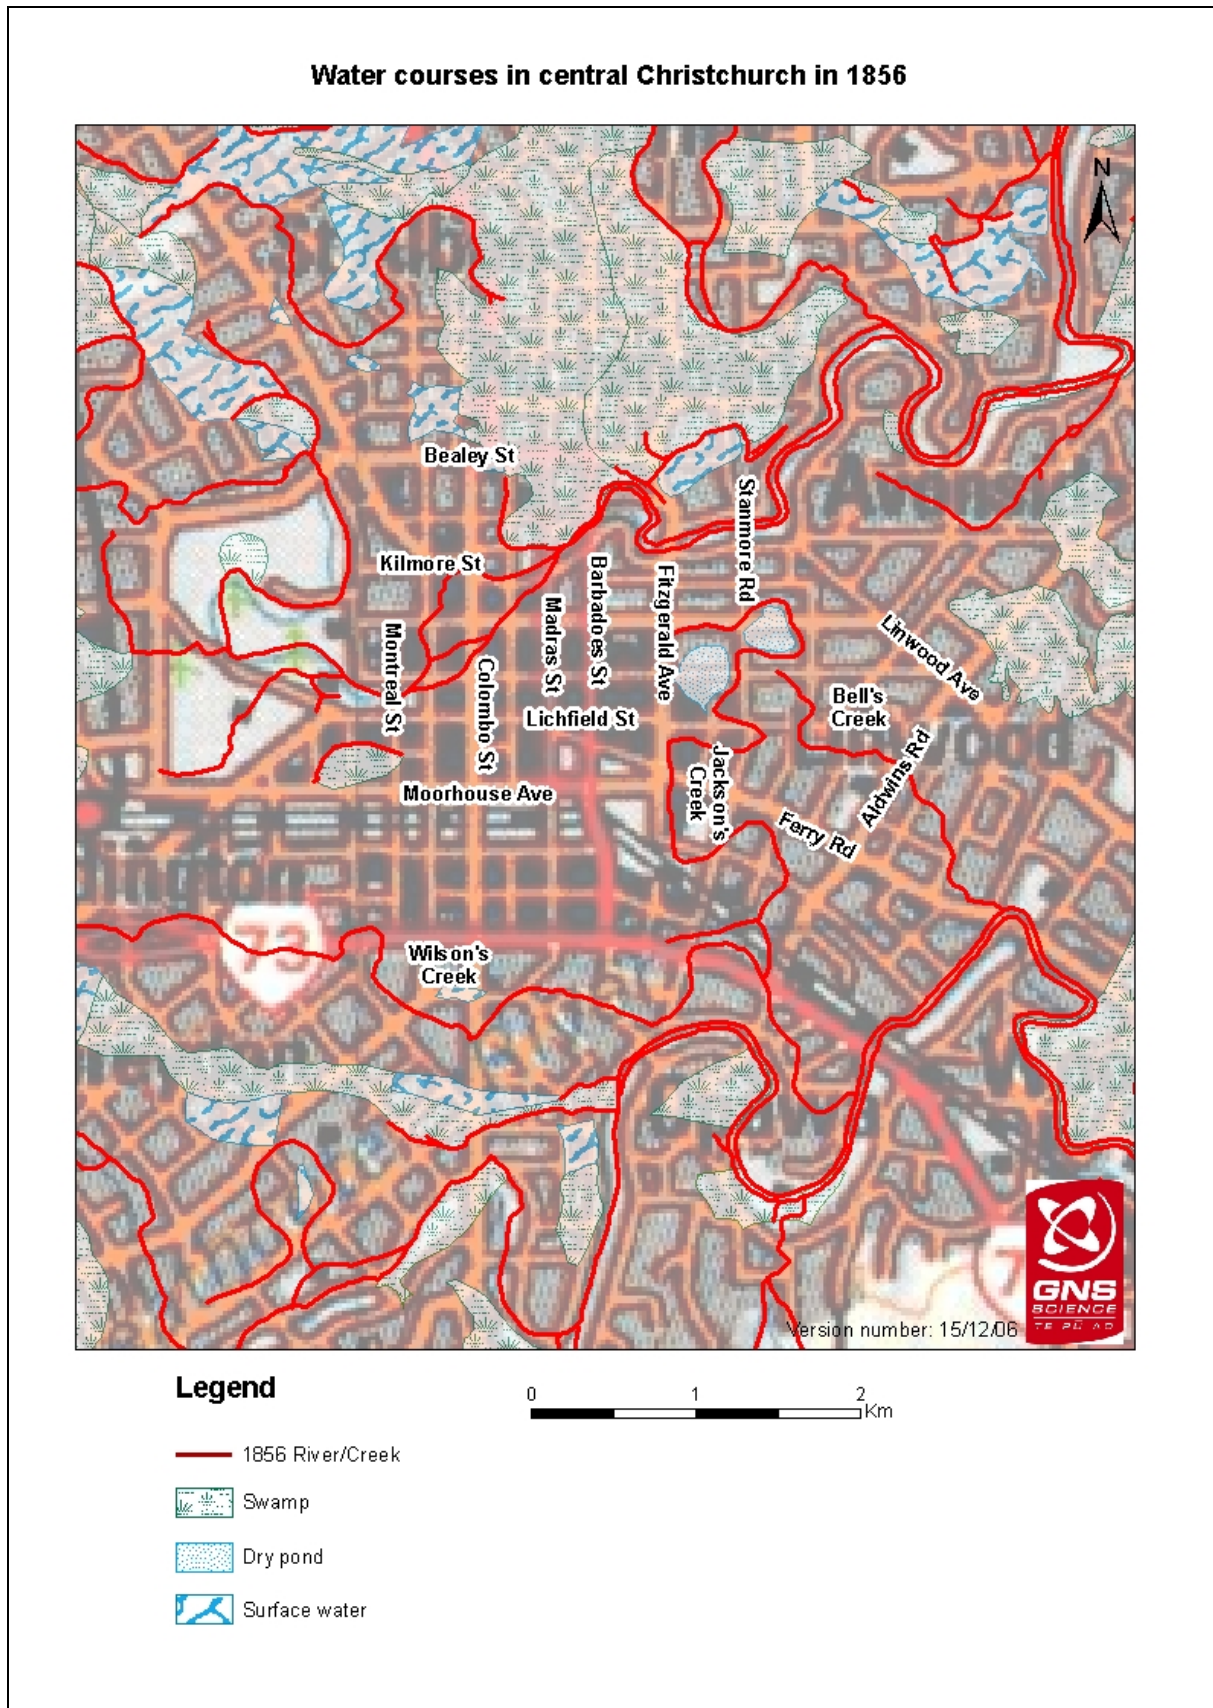 Water courses in central Christchurch in 1856
N
Bealey St
Stanmore Rd
Kilmore St
Barbadoes St
Fitzgerald Ave
Madras St
Montreal St
Linwood Ave
Colombo St
Bell's
Creek
Lichfield St
Aldwins Rd
Jackson's
Creek
Moorhouse Ave
Ferry Rd
73
Wilson's
Creek
GNS
SCIENCE
TE PŪ AO
Version number: 15/12/06
Legend
0 1 2
Km
1856 River/Creek
Swamp
Dry pond
Surface water